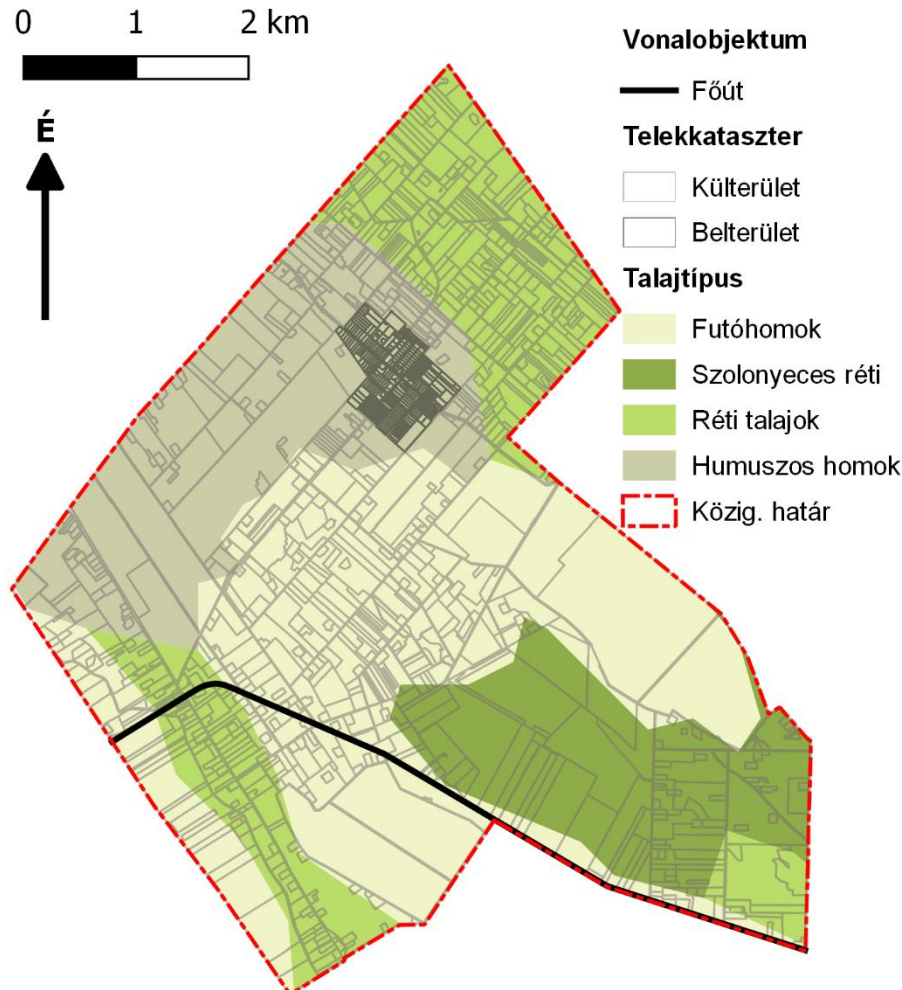 0 1 2 km
É
Vonalobjektum
Főút
Telekkataszter
Külterület
Belterület
Talajtípus
Futóhomok
Szolonyeces réti
Réti talajok
Humuszos homok
Közig. határ